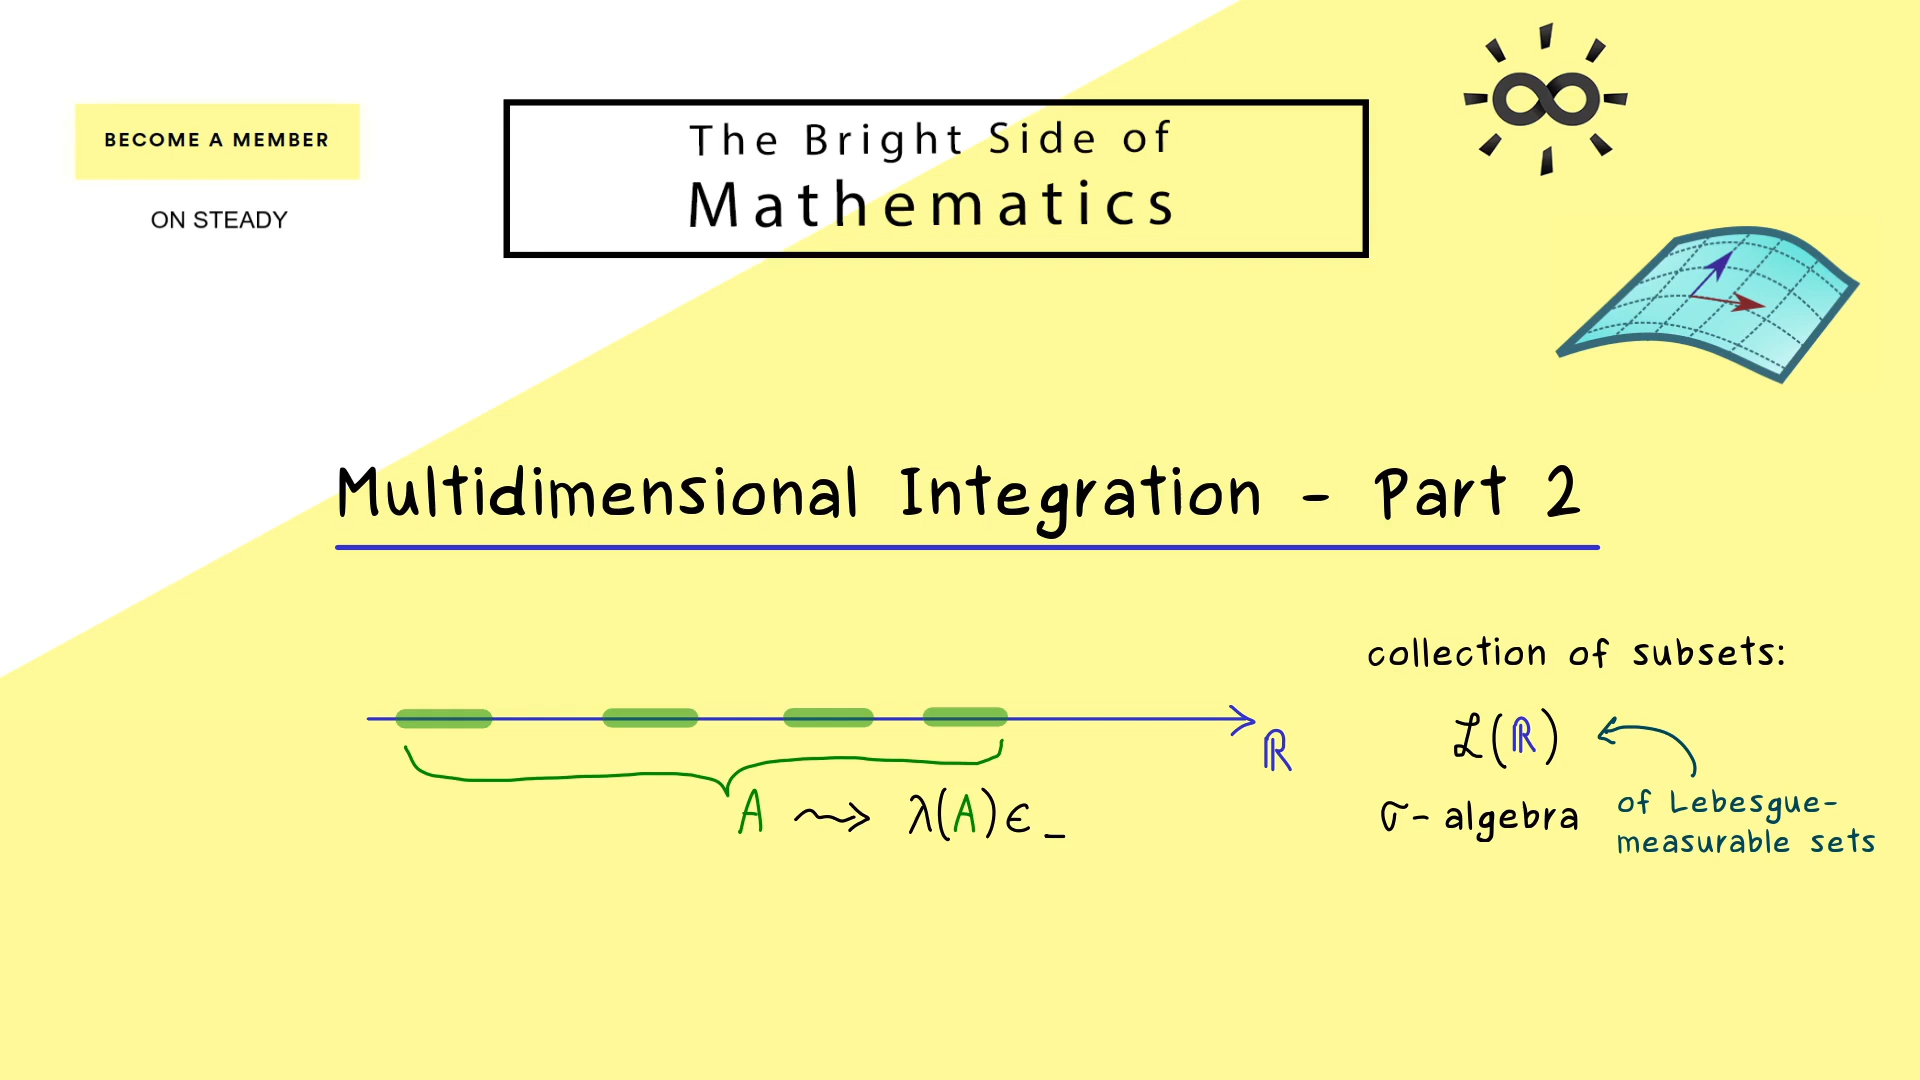 BECOME A MEMBER
ON STEADY
The Bright Side of
Mathematics
Multidimensional Integration - Part 2
ℝ
A ⇝ λ(A) ∈ _
collection of subsets:
ℒ(ℝ)
σ- algebra
of Lebesgue-
measurable sets